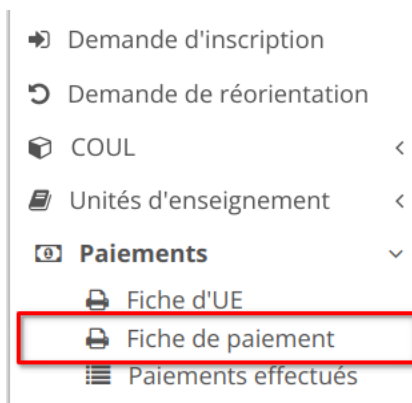 Demande d'inscription
Demande de réorientation
COUL
Unités d'enseignement
Paiements
Fiche d'UE
Fiche de paiement
Paiements effectués